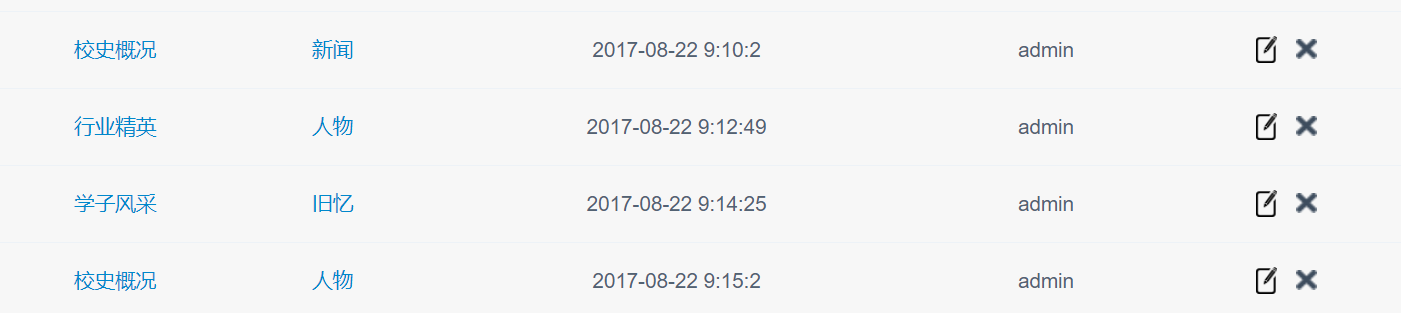 校史概况 新闻 2017-08-22 9:10:2 admin
行业精英 人物 2017-08-22 9:12:49 admin
学子风采 旧忆 2017-08-22 9:14:25 admin
校史概况 人物 2017-08-22 9:15:2 admin